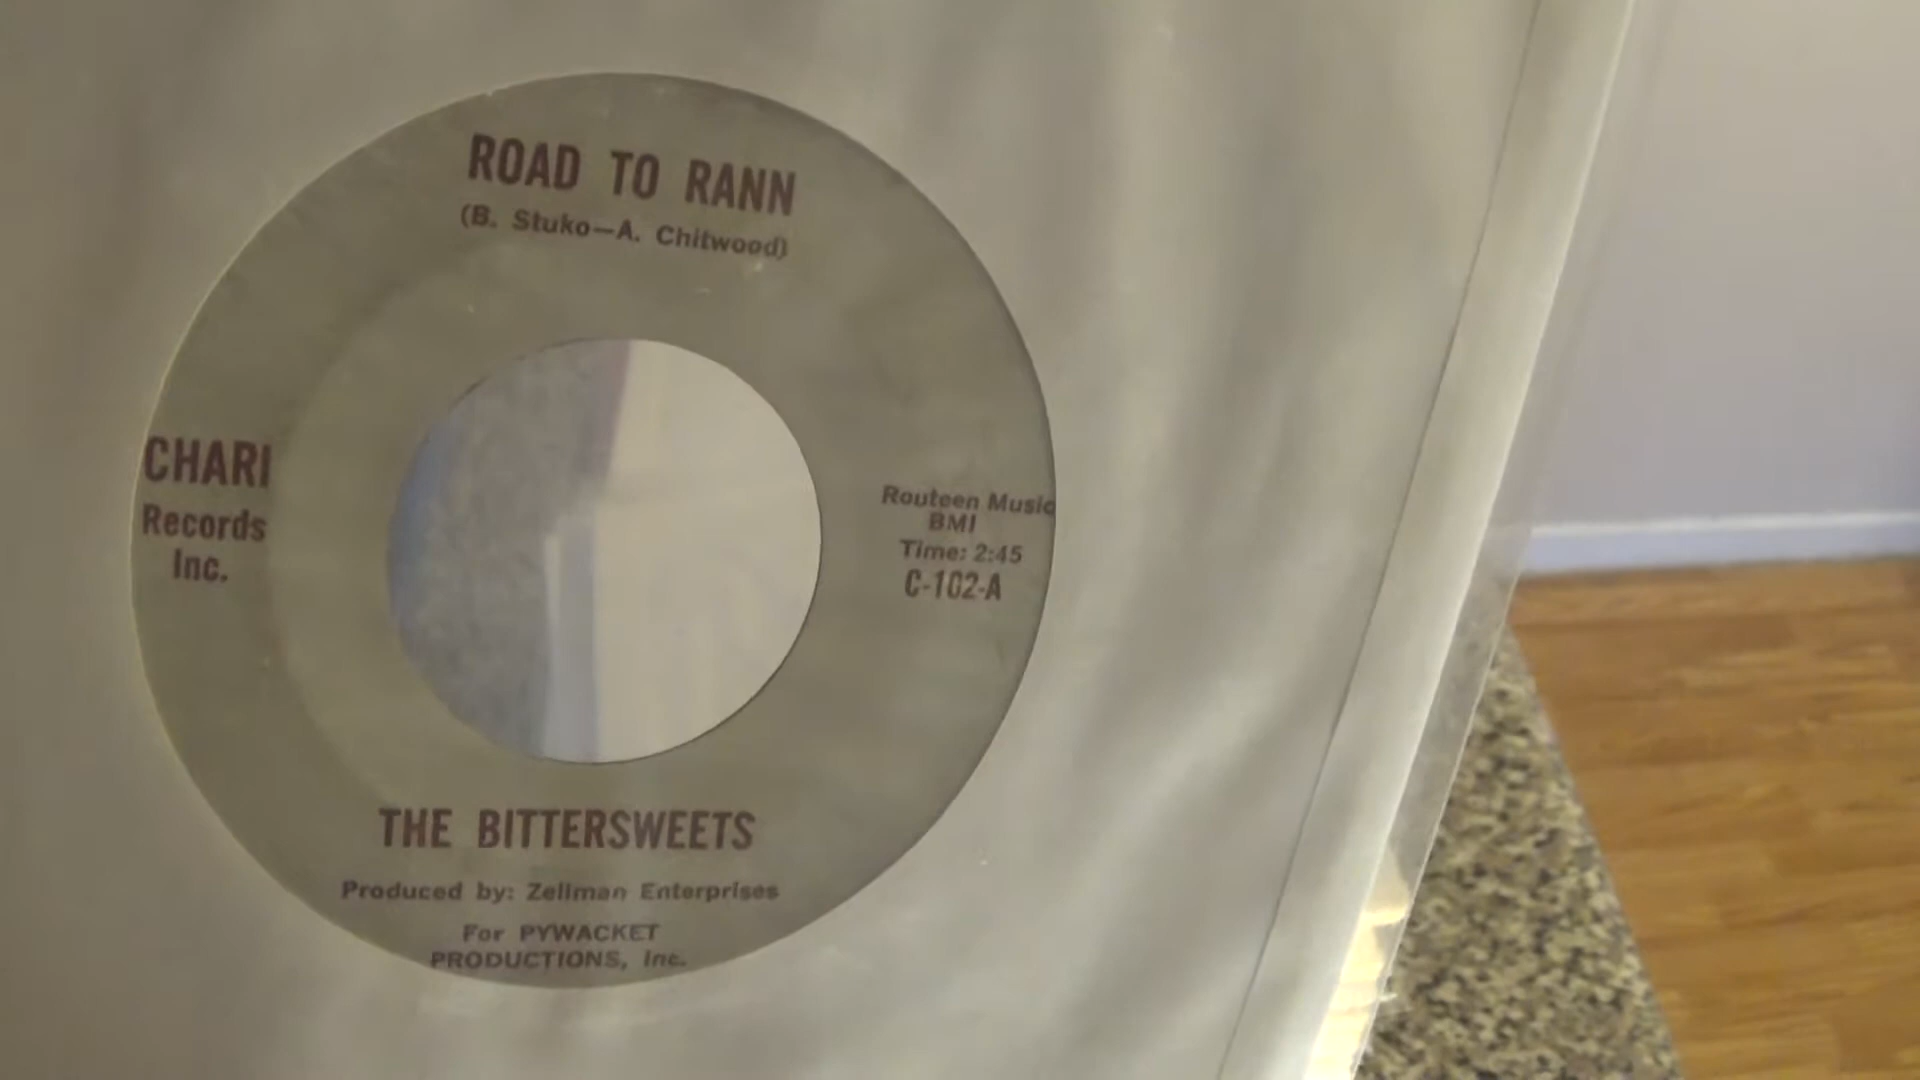 ROAD TO RANN
(B. Stuko—A. Chitwood)
CHARI
Records
Inc.
Routeen Music
BMI
Time: 2:45
C-102-A
THE BITTERSWEETS
Produced by: Zellman Enterprises
For PYWACKET
PRODUCTIONS, Inc.